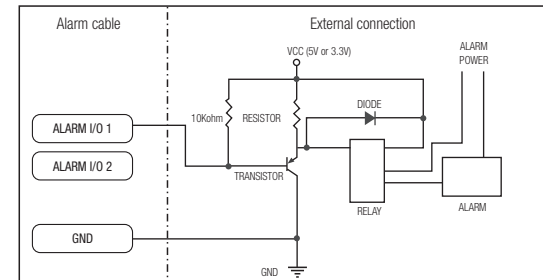 Alarm cable
External connection
VCC (5V or 3.3V)
ALARM
POWER
DIODE
10Kohm
RESISTOR
ALARM I/O 1
ALARM I/O 2
TRANSISTOR
RELAY
ALARM
GND
GND